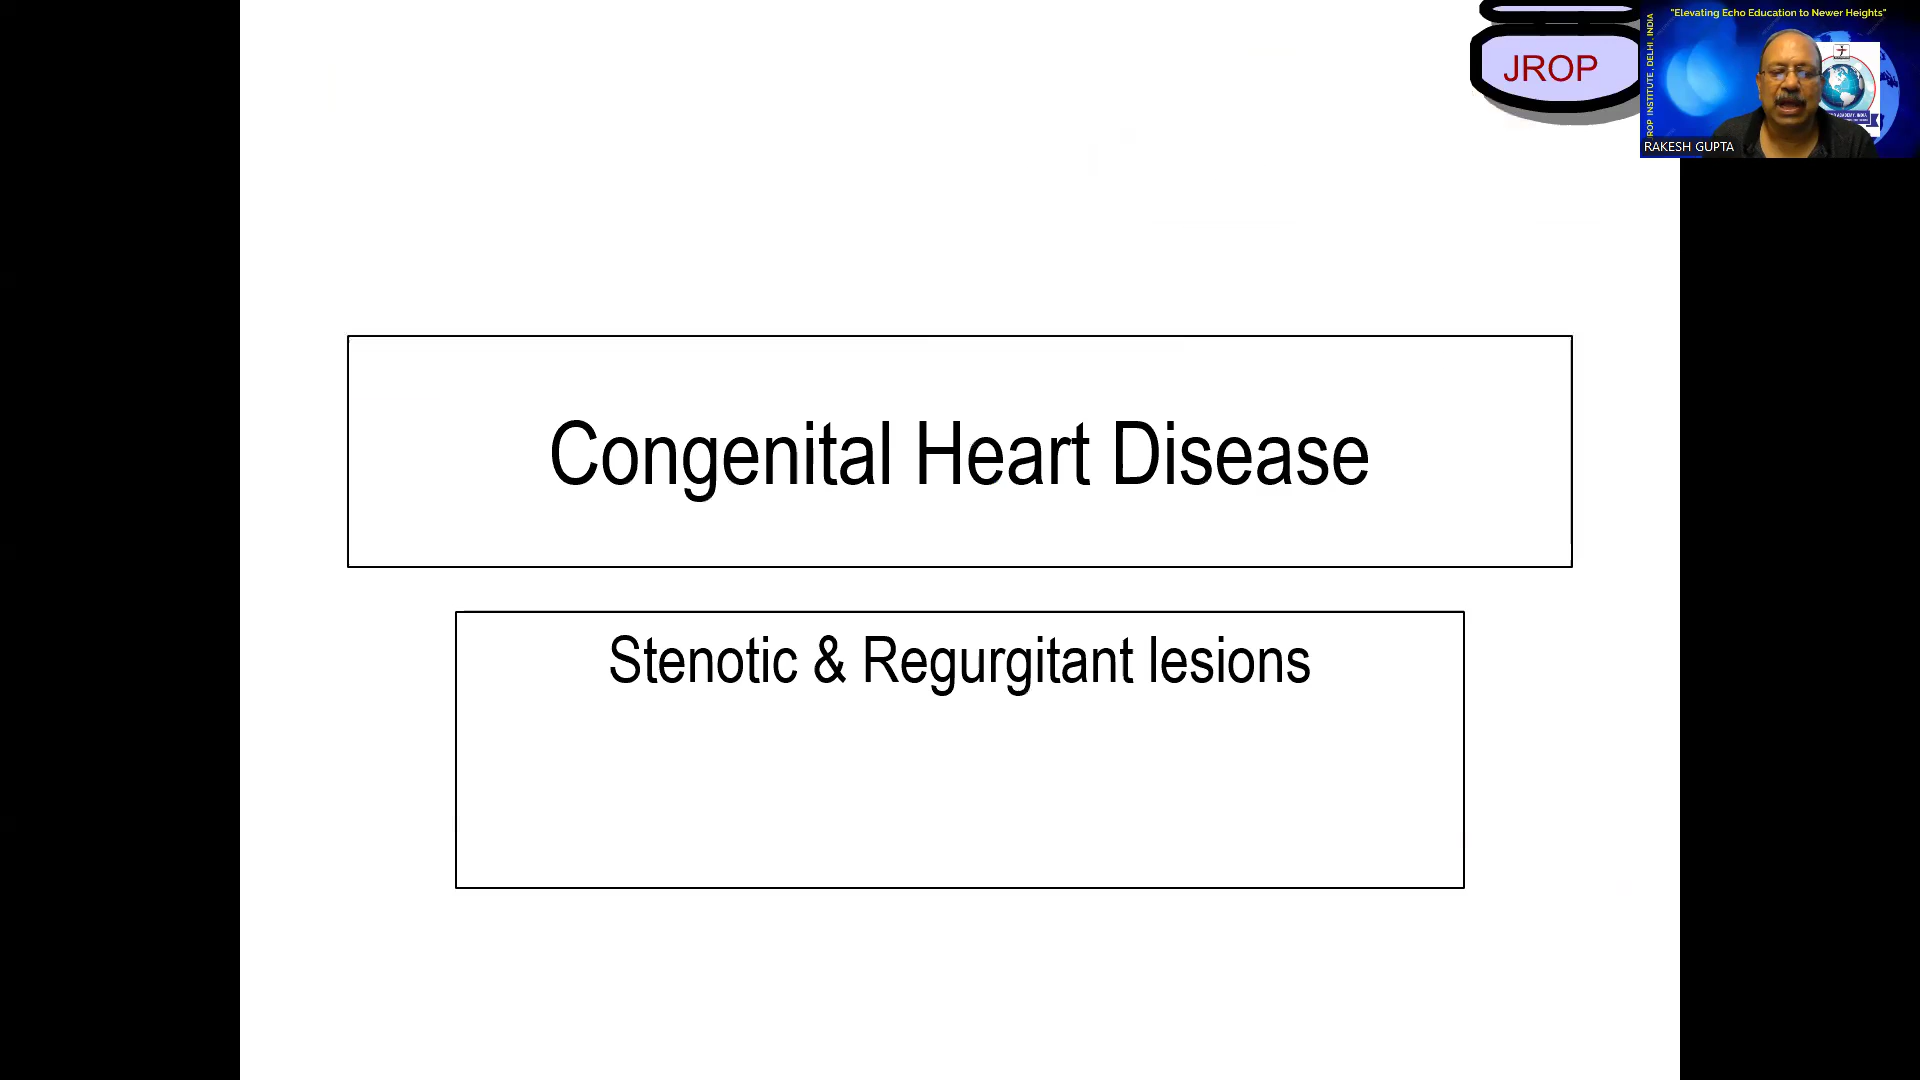 JROP
"Elevating Echo Education to Newer Heights"
JROP INSTITUTE, DELHI, INDIA
RAKESH GUPTA
Congenital Heart Disease
Stenotic & Regurgitant lesions